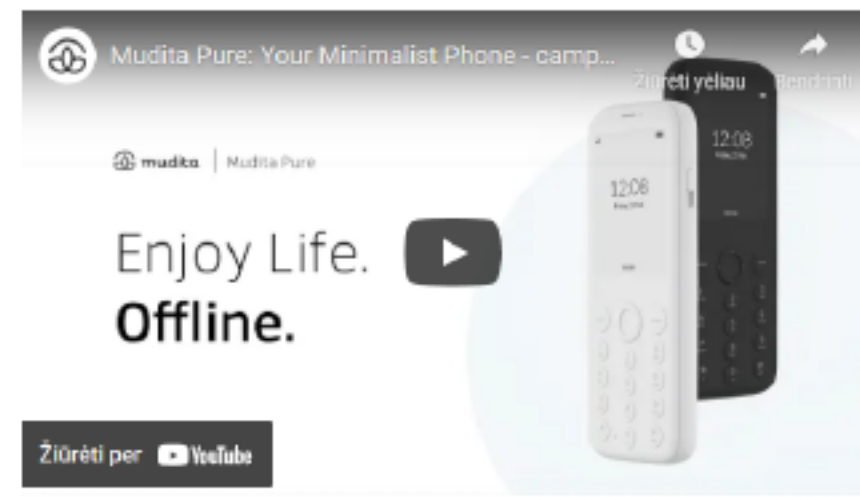 Mudita Pure: Your Minimalist Phone - camp...
Žiūrėti vėliau
Bendrinti
mudita | Mudita Pure
12:08
12:08
Enjoy Life.
Offline.
Žiūrėti per YouTube